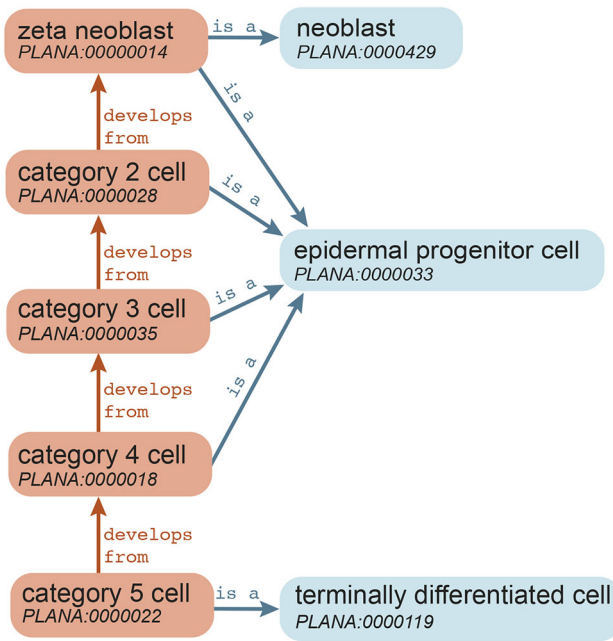 zeta neoblast
PLANA:00000014
is a
neoblast
PLANA:0000429
is a
develops
from
category 2 cell
PLANA:0000028
is a
epidermal progenitor cell
PLANA:0000033
develops
from
category 3 cell
PLANA:0000035
is a
develops
from
is a
category 4 cell
PLANA:0000018
develops
from
category 5 cell
PLANA:0000022
is a
terminally differentiated cell
PLANA:0000119